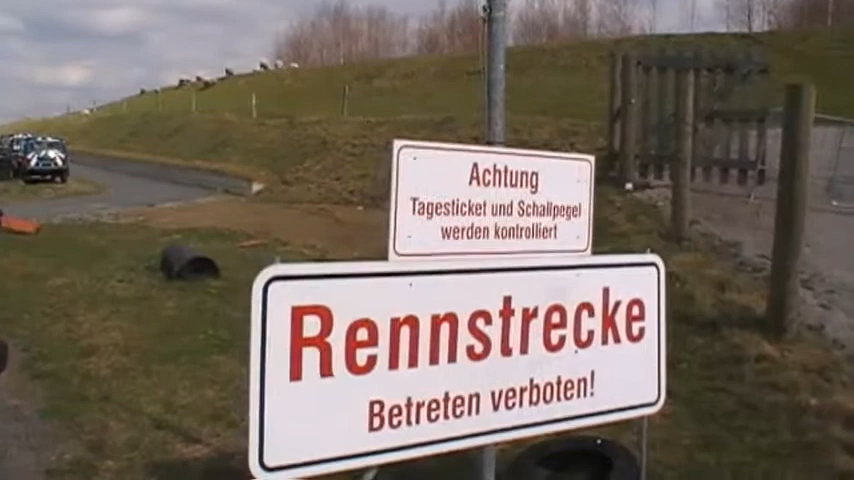 Achtung
Tagesticket und Schallpegel
werden kontrolliert
Rennstrecke
Betreten verboten!